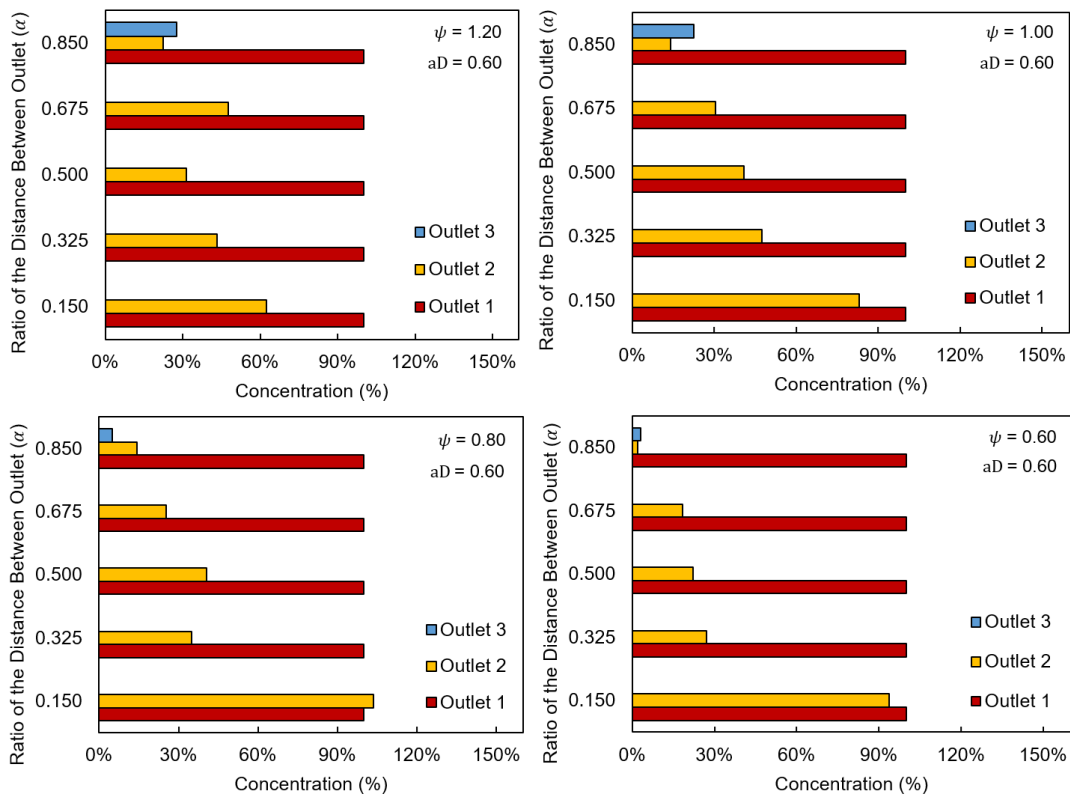 Ratio of the Distance Between Outlet (α)
ψ = 1.20
aD = 0.60
0.850
0.675
0.500
0.325
0.150
Outlet 3
Outlet 2
Outlet 1
0% 30% 60% 90% 120% 150%
Concentration (%)
Ratio of the Distance Between Outlet (α)
ψ = 1.00
aD = 0.60
0.850
0.675
0.500
0.325
0.150
Outlet 3
Outlet 2
Outlet 1
0% 30% 60% 90% 120% 150%
Concentration (%)
Ratio of the Distance Between Outlet (α)
ψ = 0.80
aD = 0.60
0.850
0.675
0.500
0.325
0.150
Outlet 3
Outlet 2
Outlet 1
0% 30% 60% 90% 120% 150%
Concentration (%)
Ratio of the Distance Between Outlet (α)
ψ = 0.60
aD = 0.60
0.850
0.675
0.500
0.325
0.150
Outlet 3
Outlet 2
Outlet 1
0% 30% 60% 90% 120% 150%
Concentration (%)